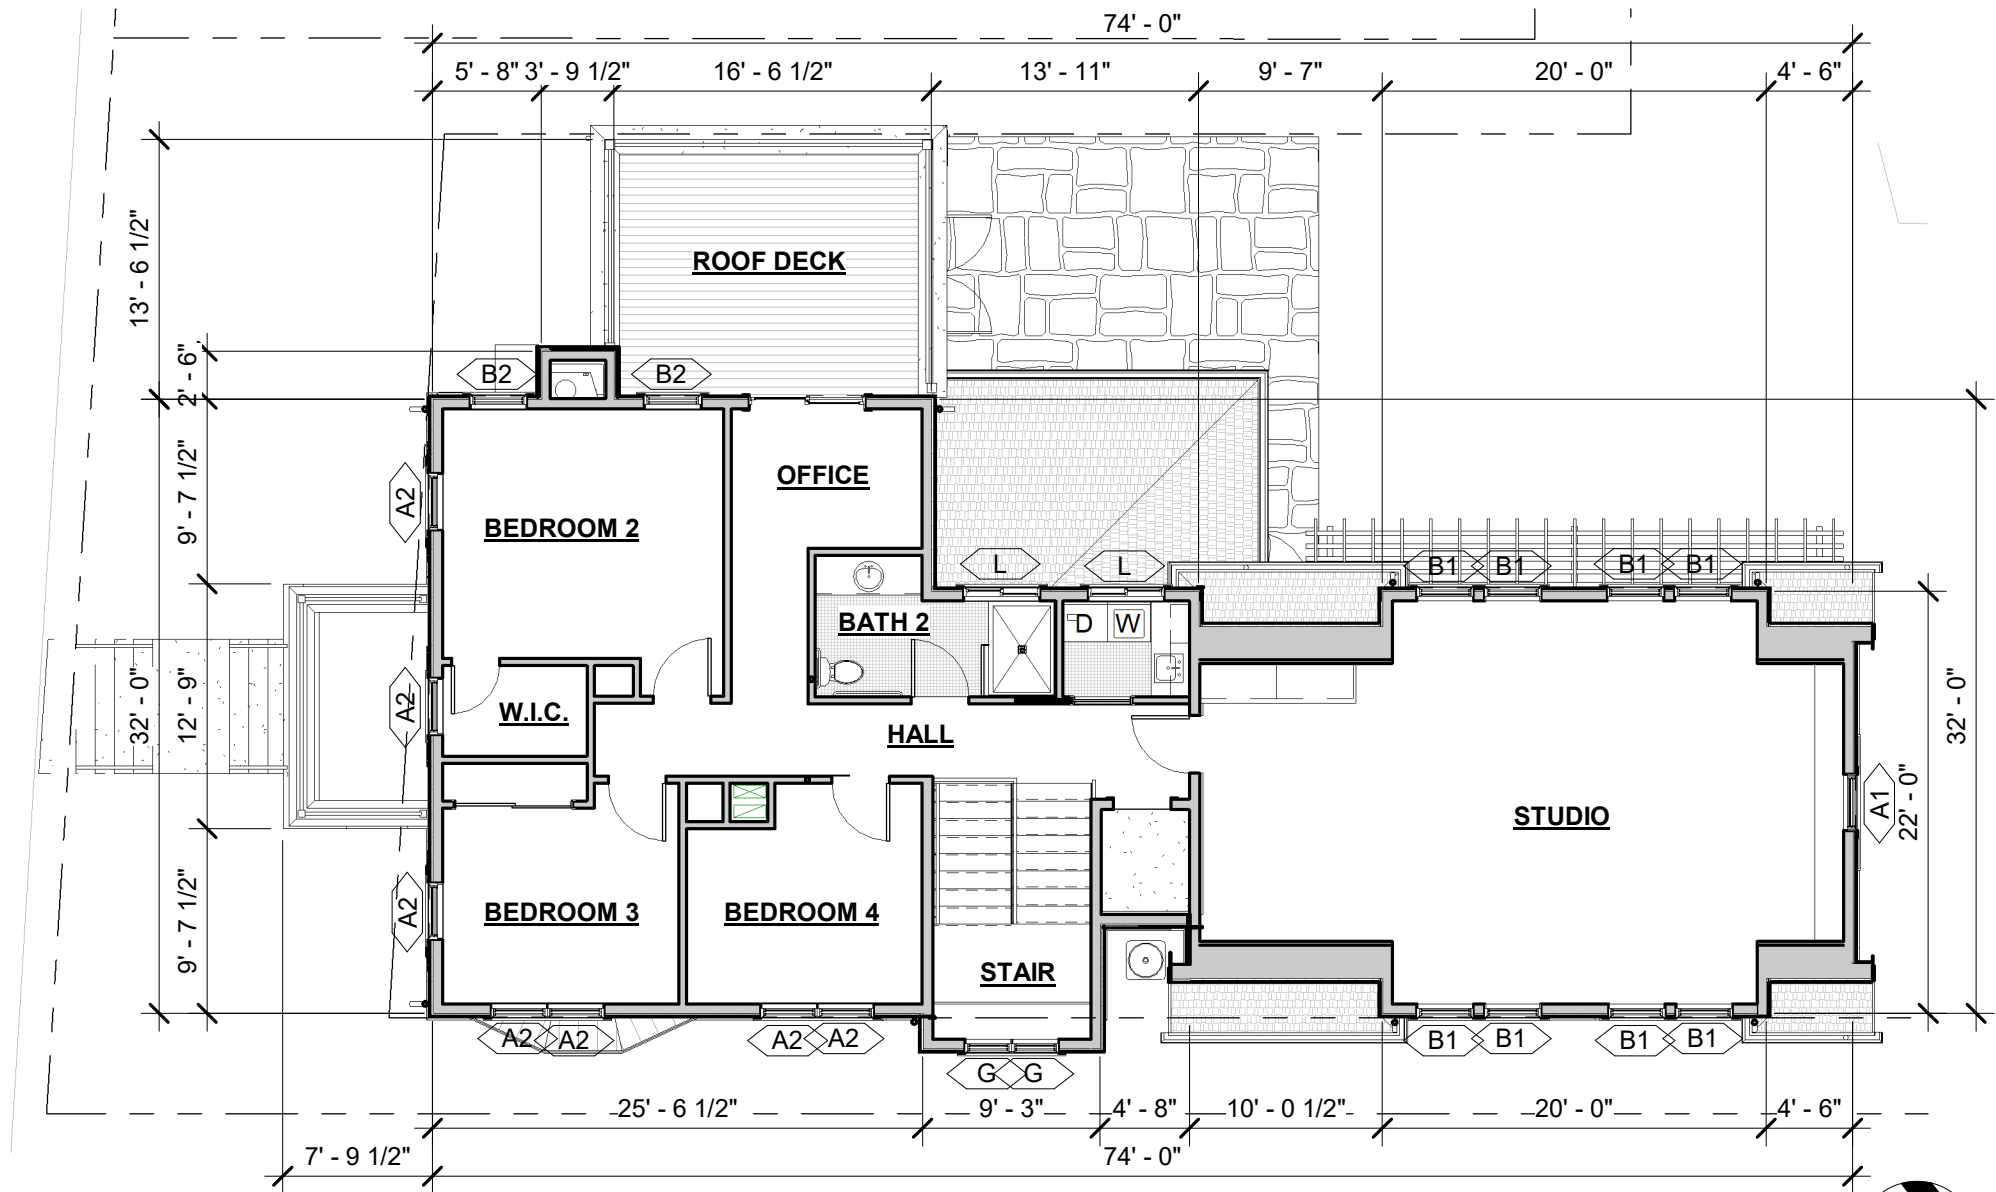 74' - 0"
5' - 8" 3' - 9 1/2" 16' - 6 1/2" 13' - 11" 9' - 7" 20' - 0" 4' - 6"
13' - 6 1/2"
2' - 6"
9' - 7 1/2"
32' - 0"
12' - 9"
9' - 7 1/2"
ROOF DECK
B2 B2
OFFICE
A2
BEDROOM 2
L L
B1 B1 B1 B1
BATH 2
D W
A2
W.I.C.
HALL
32' - 0"
22' - 0"
A1
STUDIO
A2
BEDROOM 3
BEDROOM 4
STAIR
A2 A2 A2 A2
B1 B1 B1 B1
G G
25' - 6 1/2" 9' - 3" 4' - 8" 10' - 0 1/2" 20' - 0" 4' - 6"
7' - 9 1/2" 74' - 0"